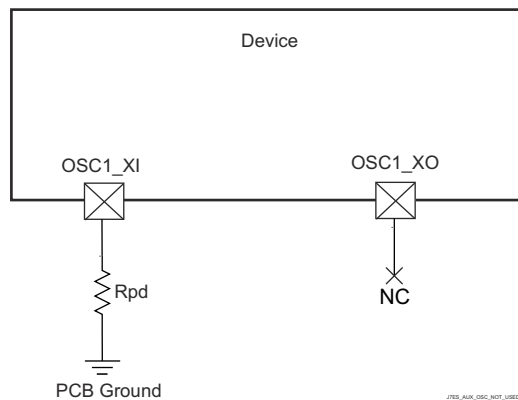 Device
OSC1_XI
OSC1_XO
Rpd
NC
PCB Ground
J7ES_AUX_OSC_NOT_USED